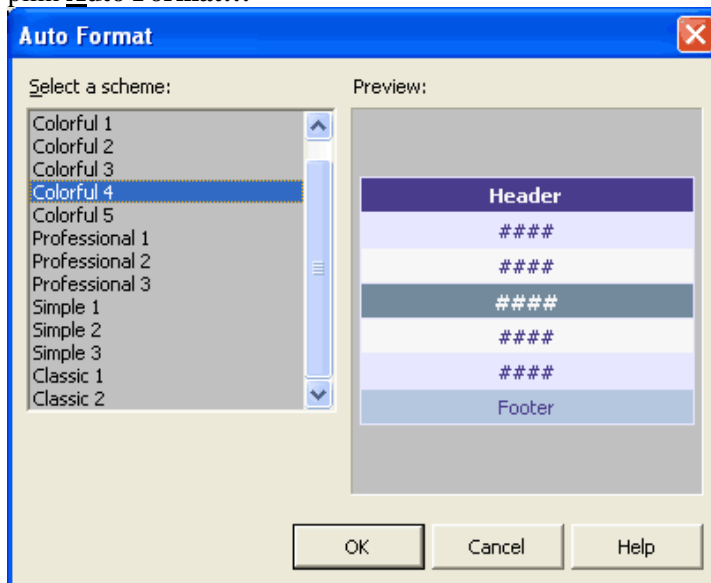 Auto Format
Select a scheme:
Preview:
Colorful 1
Colorful 2
Colorful 3
Colorful 4
Colorful 5
Professional 1
Professional 2
Professional 3
Simple 1
Simple 2
Simple 3
Classic 1
Classic 2
Header
####
####
####
####
####
Footer
OK
Cancel
Help